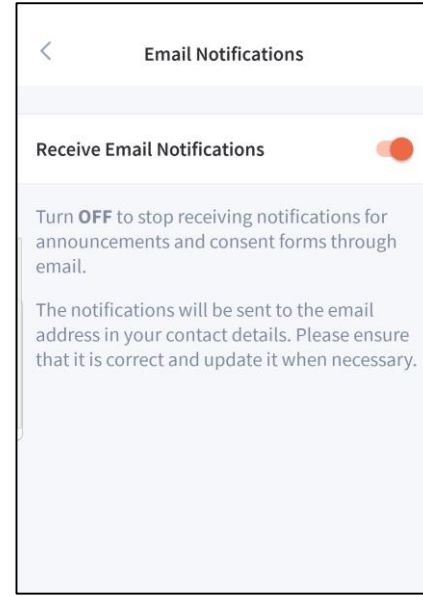 Email Notifications
Receive Email Notifications
Turn OFF to stop receiving notifications for
announcements and consent forms through
email.
The notifications will be sent to the email
address in your contact details. Please ensure
that it is correct and update it when necessary.